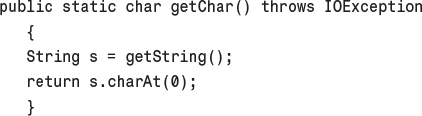 public static char getChar() throws IOException
{
String s = getString();
return s.charAt(0);
}